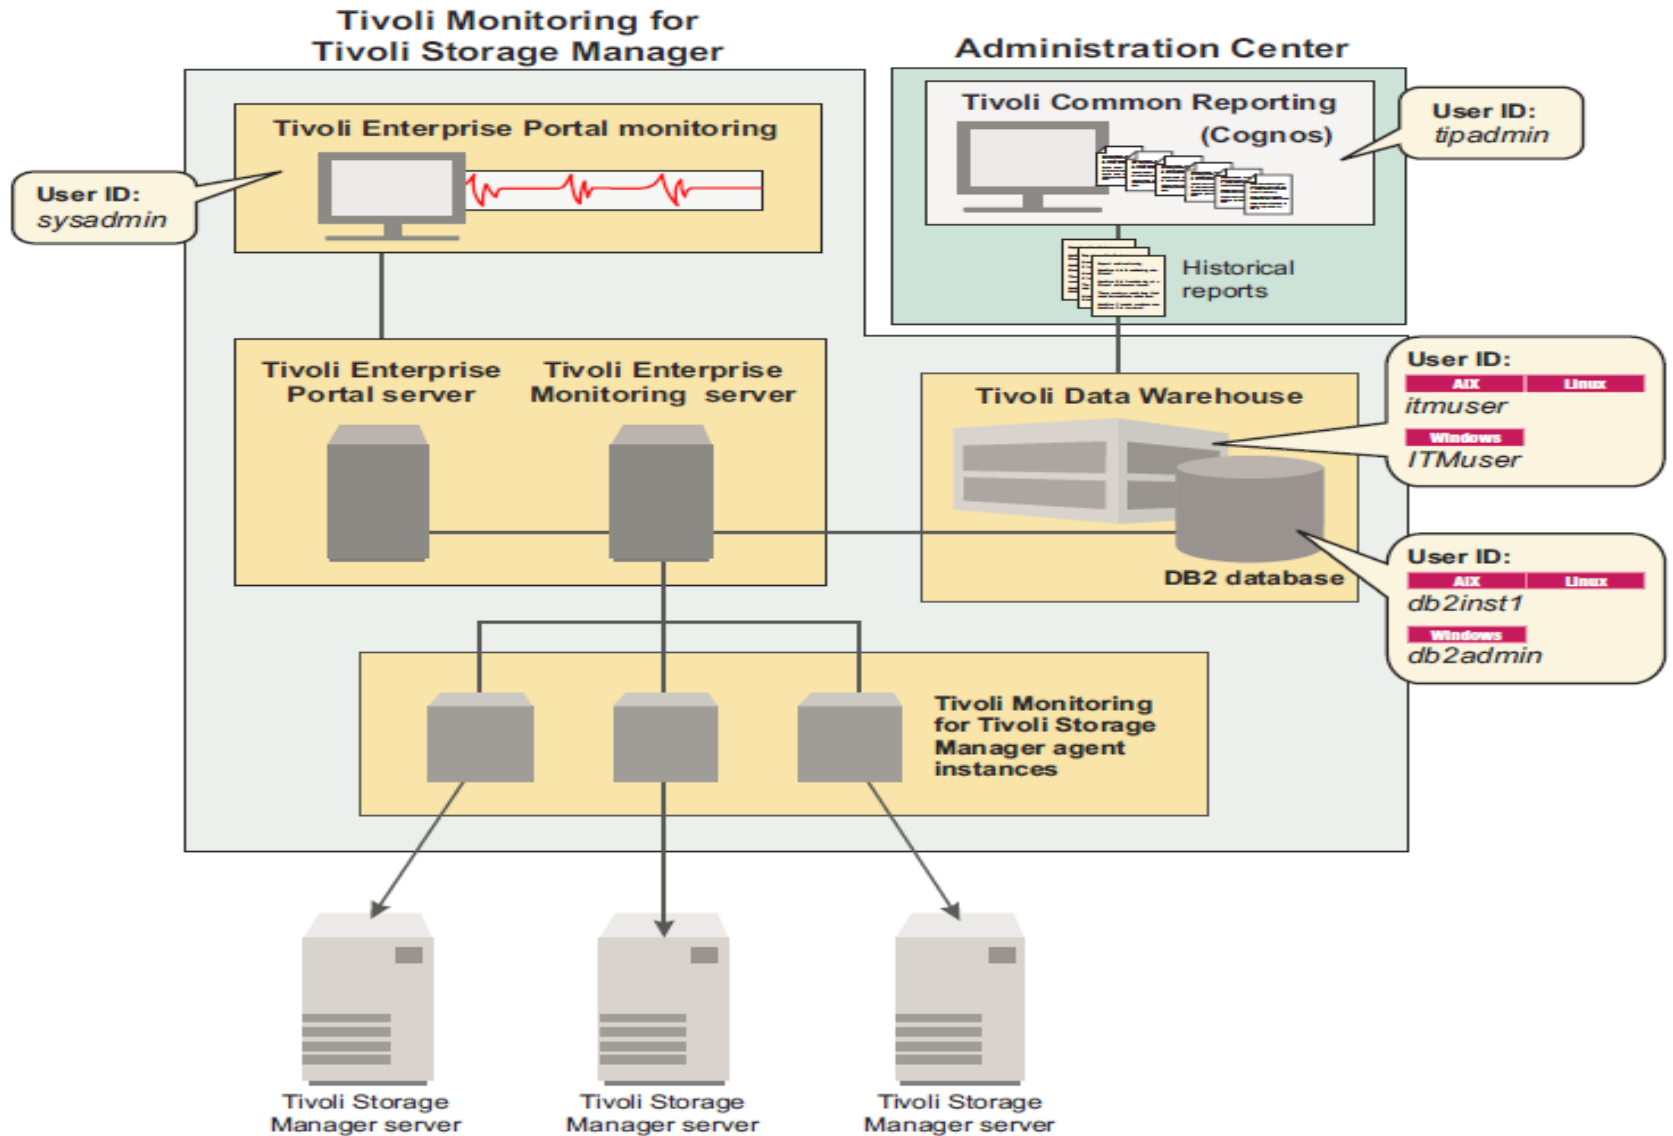 Tivoli Monitoring for
Tivoli Storage Manager
Administration Center
Tivoli Enterprise Portal monitoring
User ID:
sysadmin
Tivoli Common Reporting
(Cognos)
User ID:
tipadmin
Historical
reports
Tivoli Enterprise
Portal server
Tivoli Enterprise
Monitoring server
Tivoli Data Warehouse
DB2 database
User ID:
AIX Linux
itmuser
Windows
ITMuser
User ID:
AIX Linux
db2inst1
Windows
db2admin
Tivoli Monitoring
for Tivoli Storage
Manager agent
instances
Tivoli Storage
Manager server
Tivoli Storage
Manager server
Tivoli Storage
Manager server